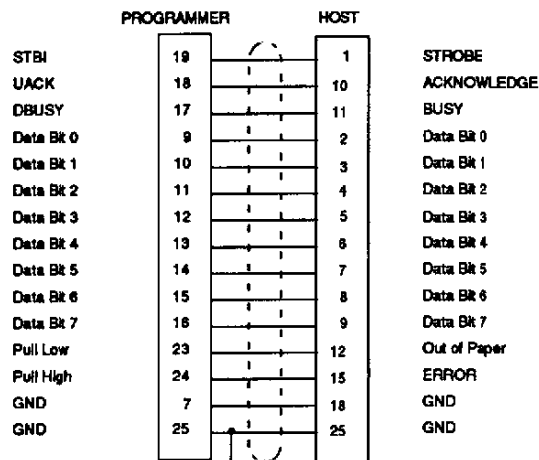 PROGRAMMER HOST
STBI 19 1 STROBE
UACK 18 10 ACKNOWLEDGE
DBUSY 17 11 BUSY
Data Bit 0 9 2 Data Bit 0
Data Bit 1 10 3 Data Bit 1
Data Bit 2 11 4 Data Bit 2
Data Bit 3 12 5 Data Bit 3
Data Bit 4 13 6 Data Bit 4
Data Bit 5 14 7 Data Bit 5
Data Bit 6 15 8 Data Bit 6
Data Bit 7 16 9 Data Bit 7
Pull Low 23 12 Out of Paper
Pull High 24 15 ERROR
GND 7 18 GND
GND 25 25 GND